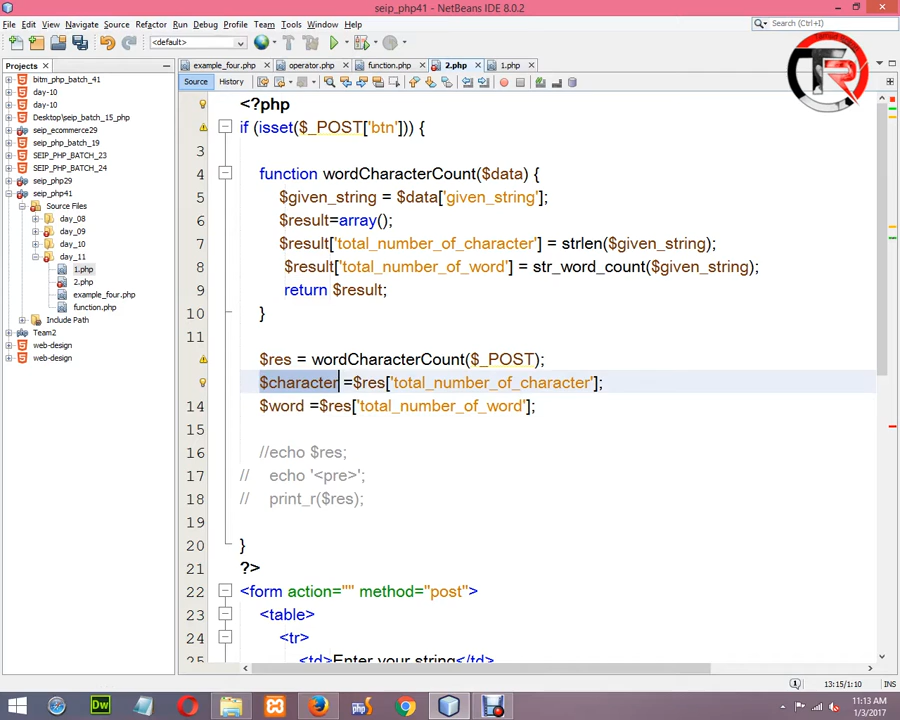 seip_php41 - NetBeans IDE 8.0.2
File Edit View Navigate Source Refactor Run Debug Profile Team Tools Window Help
Search (Ctrl+I)
<default>
Projects
example_four.php operator.php function.php 2.php 1.php
Source History
bitm_php_batch_41
day-10
day-10
Desktop\seip_batch_15_php
seip_ecommerce29
seip_php_batch_19
SEIP_PHP_BATCH_23
SEIP_PHP_BATCH_24
seip_php29
seip_php41
Source Files
day_08
day_09
day_10
day_11
1.php
2.php
example_four.php
function.php
Include Path
Team2
web-design
web-design
<?php
if (isset($_POST['btn'])) {
3
4 function wordCharacterCount($data) {
5 $given_string = $data['given_string'];
6 $result=array();
7 $result['total_number_of_character'] = strlen($given_string);
8 $result['total_number_of_word'] = str_word_count($given_string);
9 return $result;
10 }
11
$res = wordCharacterCount($_POST);
$character =$res['total_number_of_character'];
14 $word =$res['total_number_of_word'];
15
16 //echo $res;
17 // echo '<pre>';
18 // print_r($res);
19
20 }
21 ?>
22 <form action="" method="post">
23 <table>
24 <tr>
25 <td>Enter your string</td>
13:15/1:10 INS
Dw
11:13 AM
1/3/2017